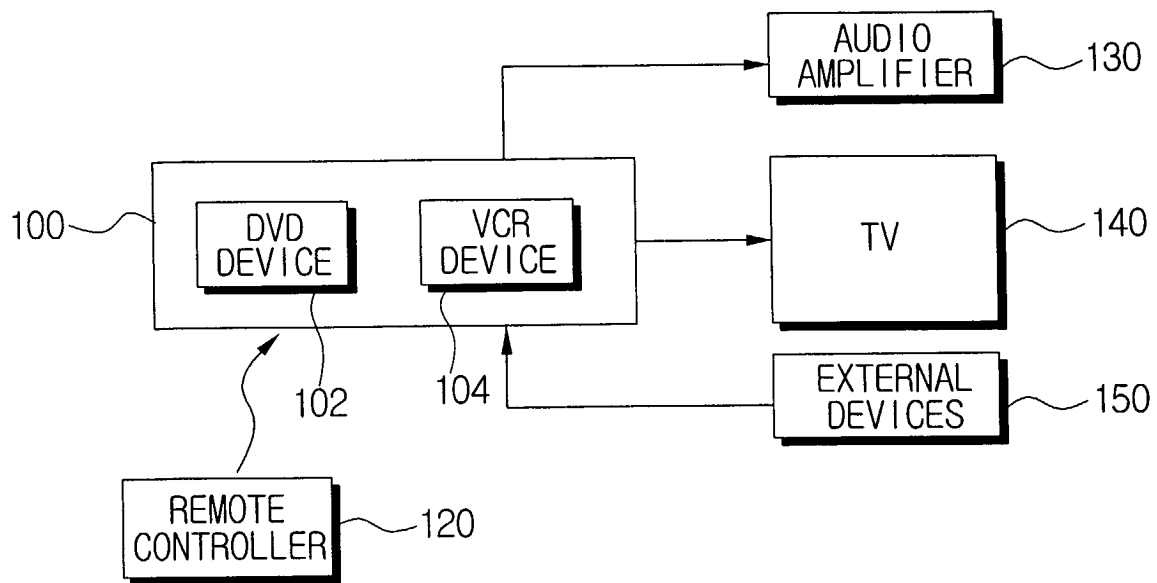 AUDIO
AMPLIFIER
130
100
DVD
DEVICE
VCR
DEVICE
TV
140
102
104
EXTERNAL
DEVICES
150
REMOTE
CONTROLLER
120